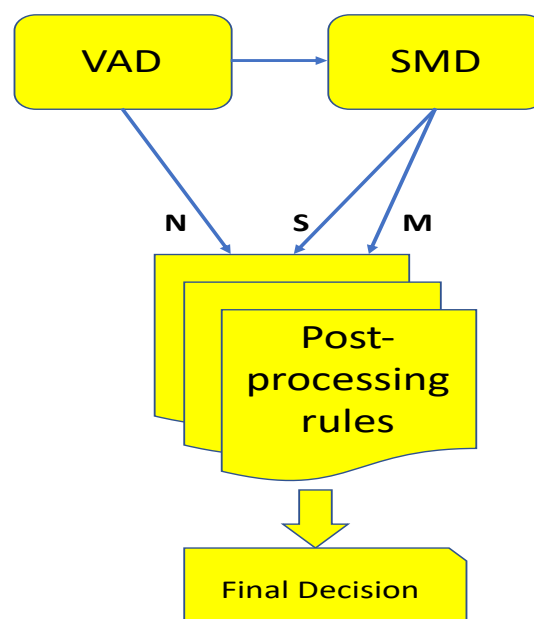 VAD
SMD
N
S
M
Post-
processing
rules
Final Decision